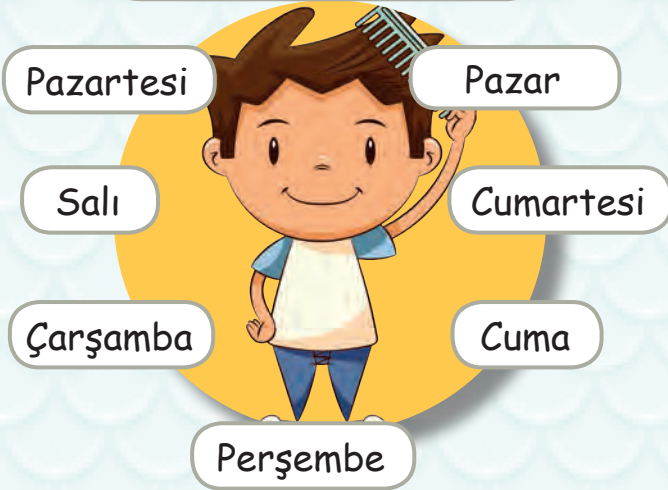 Pazartesi
Pazar
Salı
Cumartesi
Çarşamba
Cuma
Perşembe